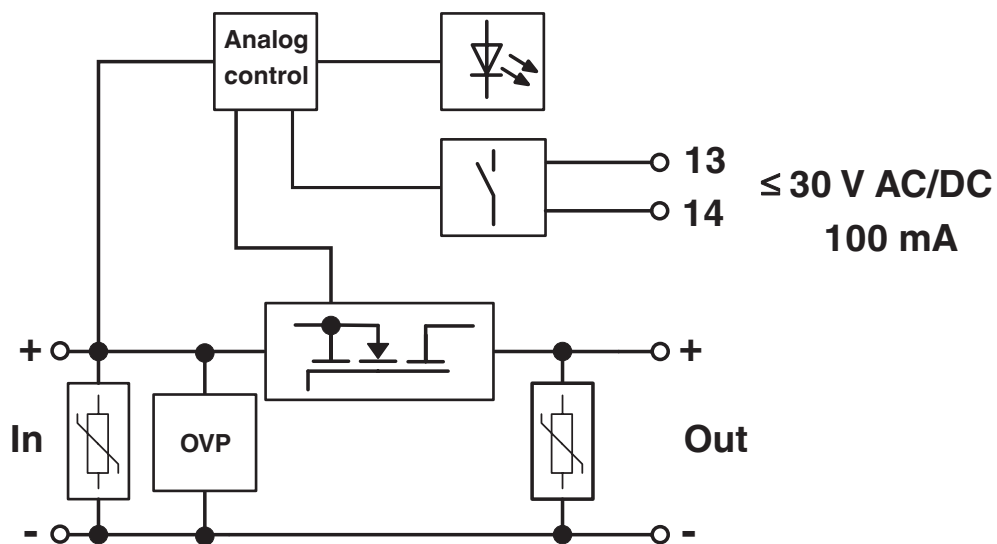 Analog
control
13
14
≤ 30 V AC/DC
100 mA
+
+
In
OVP
Out
-
-